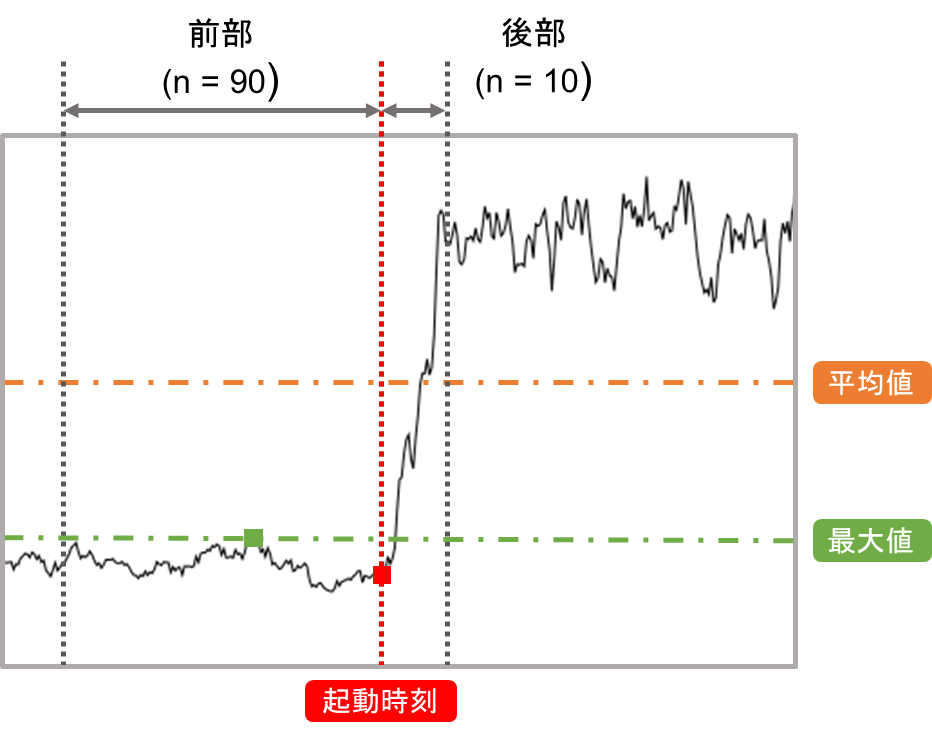 前部
(n = 90)
後部
(n = 10)
平均値
最大値
起動時刻